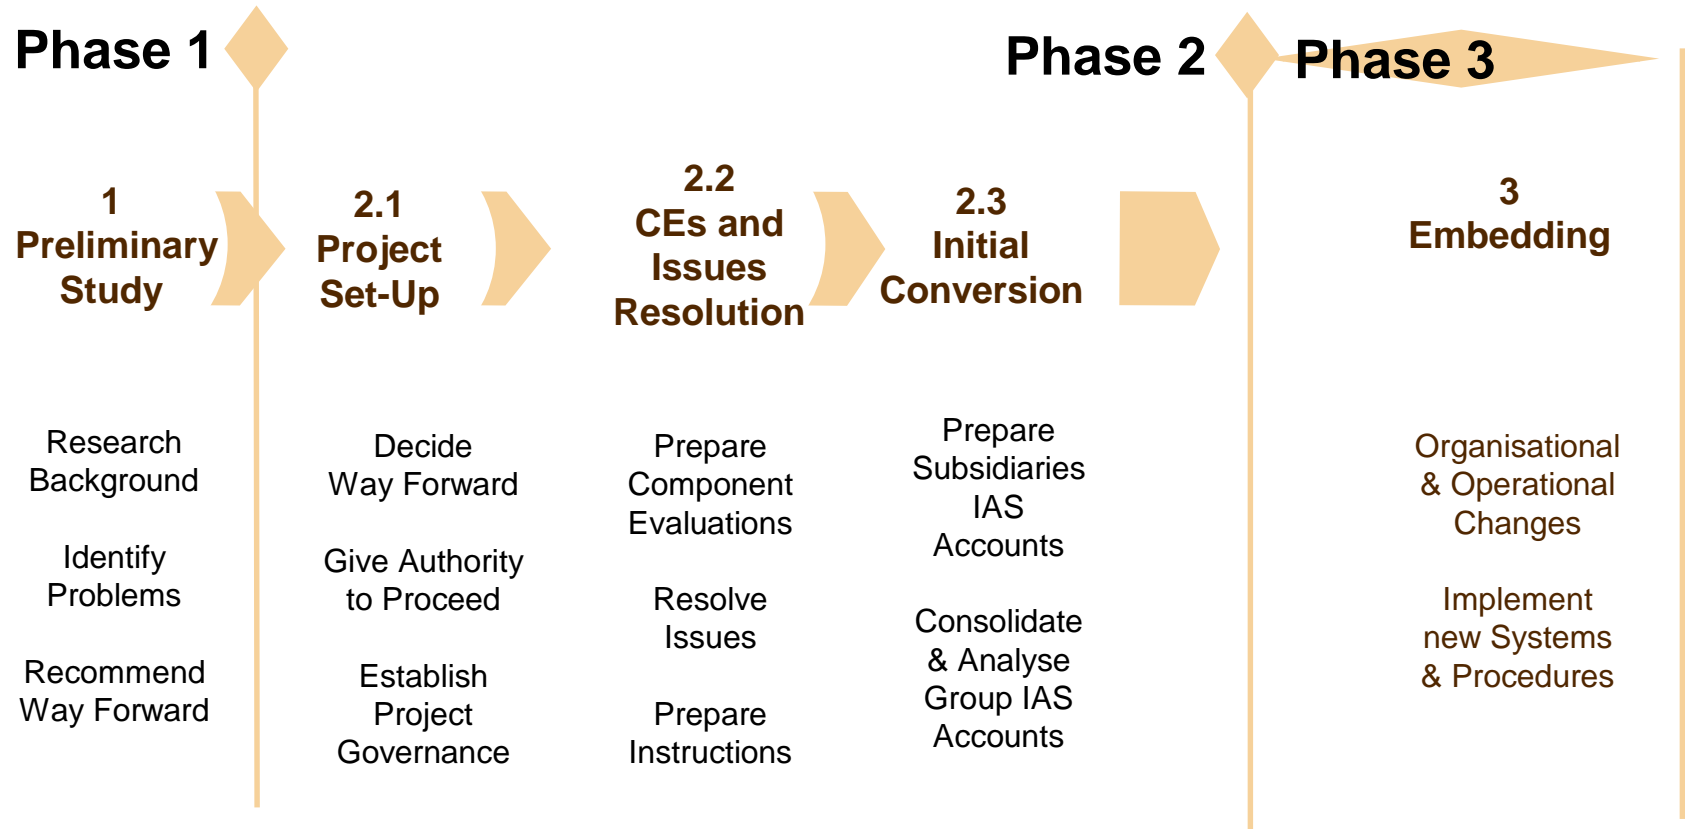 Phase 1
Phase 2
Phase 3
1
Preliminary
Study
2.1
Project
Set-Up
2.2
CEs and
Issues
Resolution
2.3
Initial
Conversion
3
Embedding
Research
Background
Identify
Problems
Recommend
Way Forward
Decide
Way Forward
Give Authority
to Proceed
Establish
Project
Governance
Prepare
Component
Evaluations
Resolve
Issues
Prepare
Instructions
Prepare
Subsidiaries
IAS
Accounts
Consolidate
& Analyse
Group IAS
Accounts
Organisational
& Operational
Changes
Implement
new Systems
& Procedures